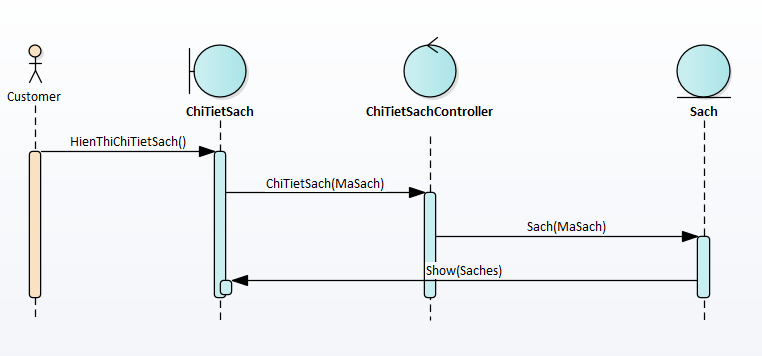 Customer
ChiTietSach
ChiTietSachController
Sach
HienThiChiTietSach()
ChiTietSach(MaSach)
Sach(MaSach)
Show(Saches)